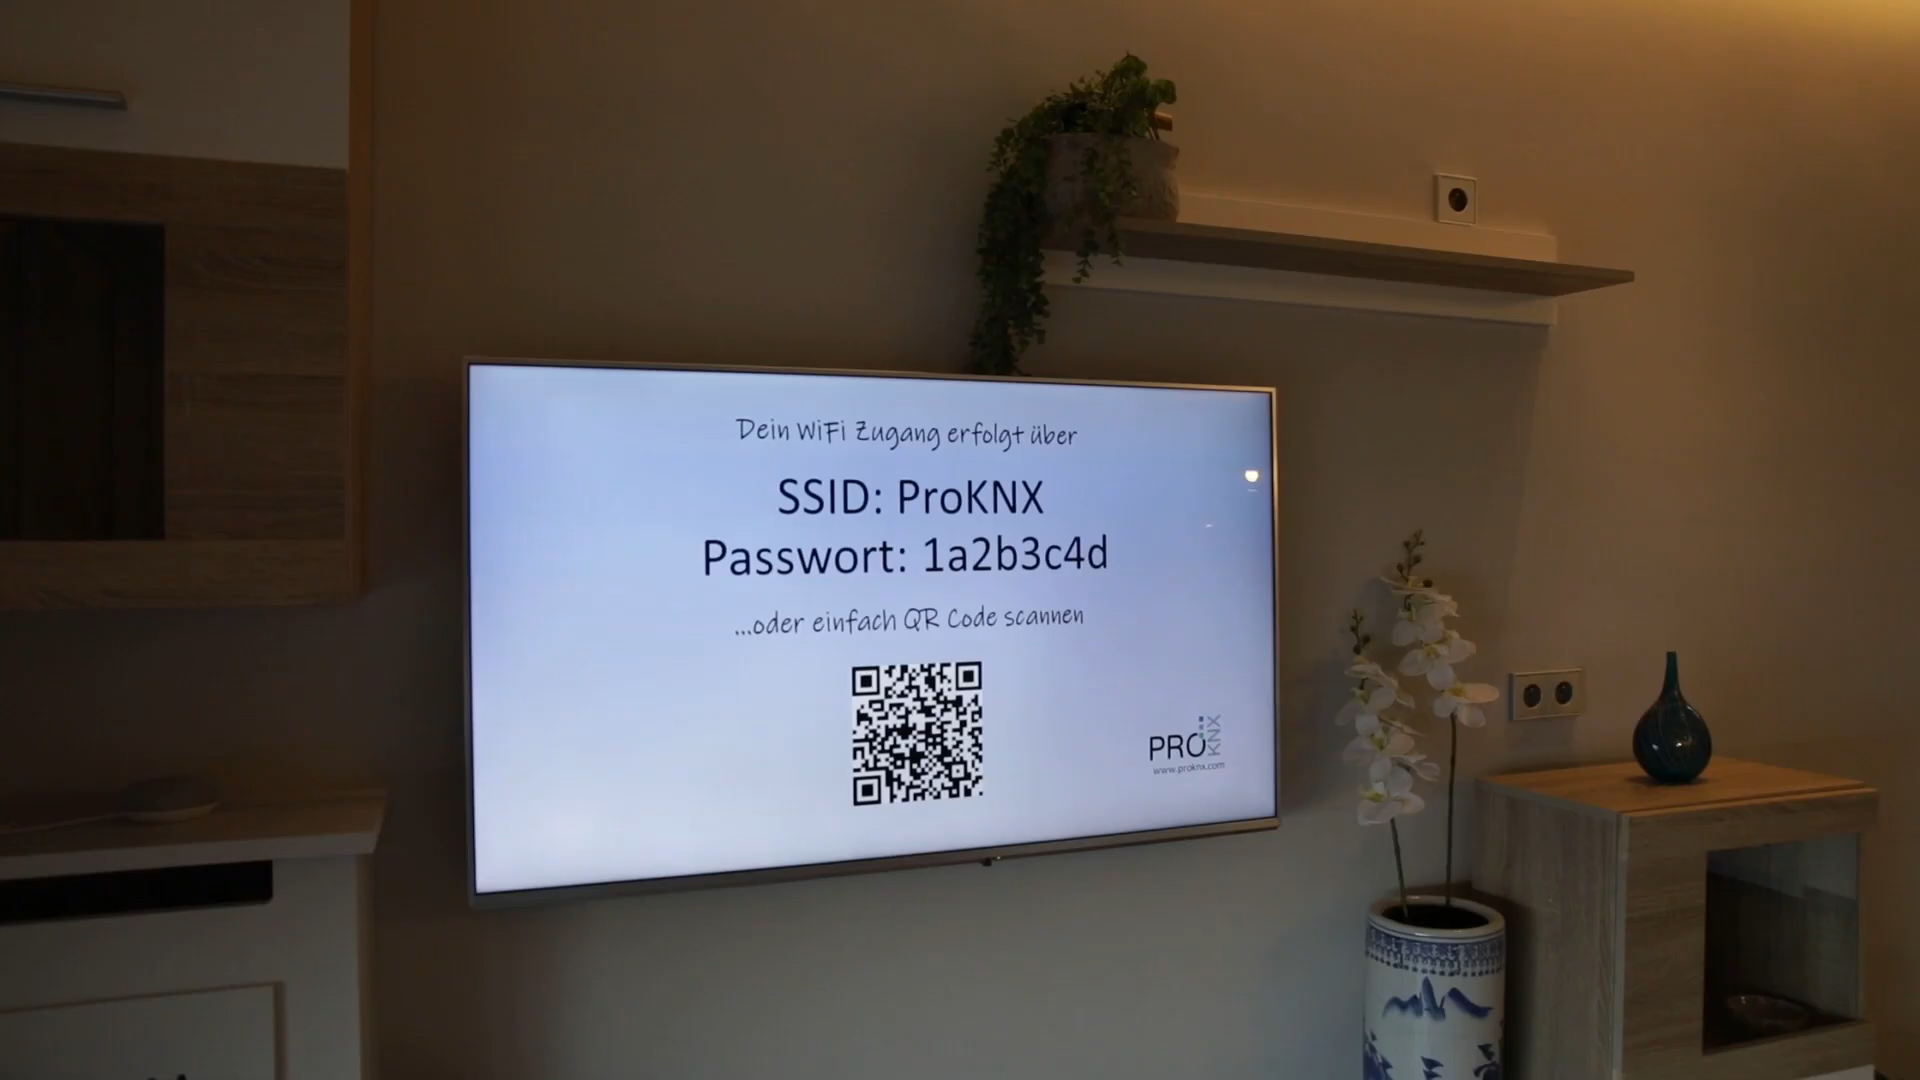 Dein WiFi Zugang erfolgt über
SSID: ProKNX
Passwort: 1a2b3c4d
...oder einfach QR Code scannen
PRO KNX
www.proknx.com